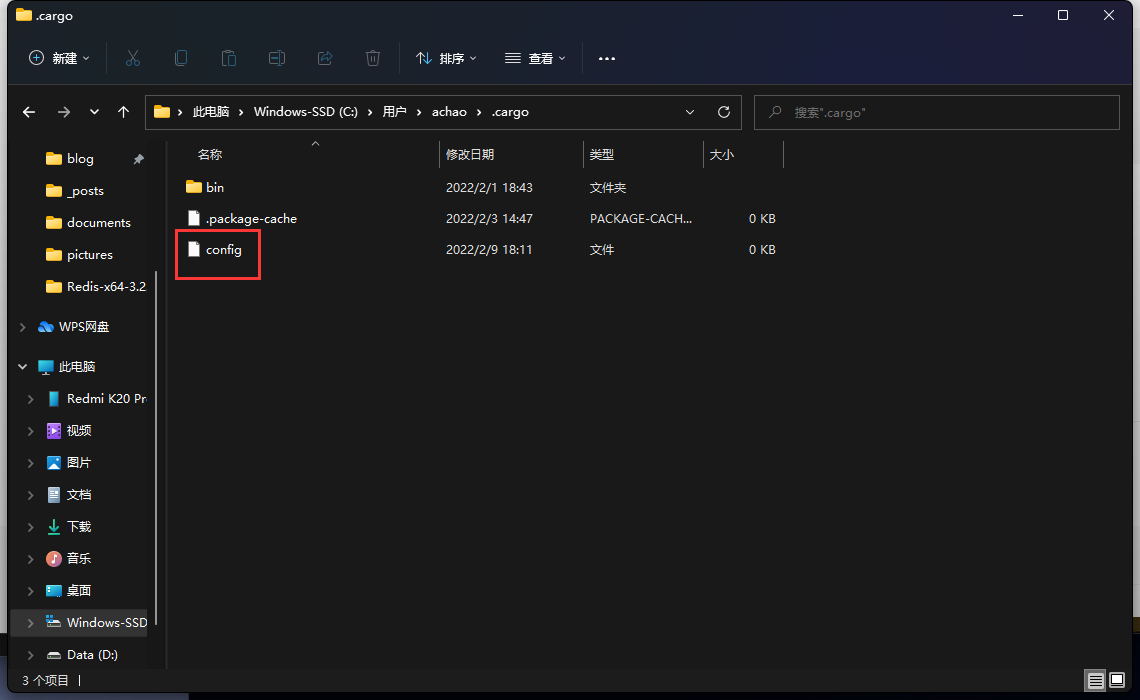 .cargo
新建
排序
查看
此电脑 Windows-SSD (C:) 用户 achao .cargo
搜索".cargo"
名称 修改日期 类型 大小
bin 2022/2/1 18:43 文件夹
.package-cache 2022/2/3 14:47 PACKAGE-CACH... 0 KB
config 2022/2/9 18:11 文件 0 KB
blog
_posts
documents
pictures
Redis-x64-3.2
WPS网盘
此电脑
Redmi K20 Pr
视频
图片
文档
下载
音乐
桌面
Windows-SSD
Data (D:)
3 个项目